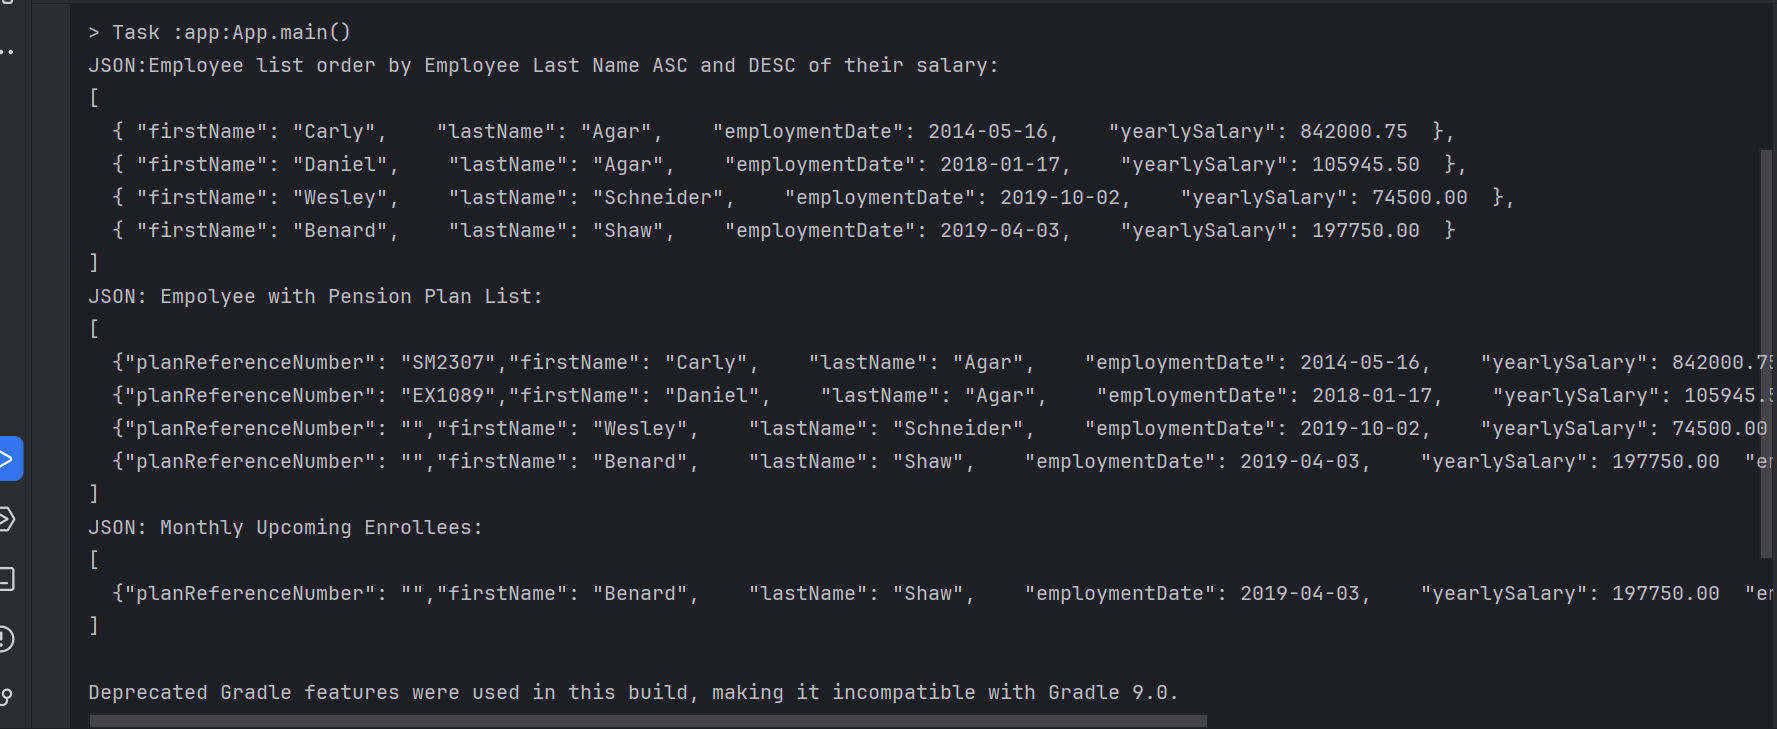 > Task :app:App.main()
JSON:Employee list order by Employee Last Name ASC and DESC of their salary:
[
  { "firstName": "Carly",    "lastName": "Agar",    "employmentDate": 2014-05-16,    "yearlySalary": 842000.75  },
  { "firstName": "Daniel",    "lastName": "Agar",    "employmentDate": 2018-01-17,    "yearlySalary": 105945.50  },
  { "firstName": "Wesley",    "lastName": "Schneider",    "employmentDate": 2019-10-02,    "yearlySalary": 74500.00  },
  { "firstName": "Benard",    "lastName": "Shaw",    "employmentDate": 2019-04-03,    "yearlySalary": 197750.00  }
]
JSON: Empolyee with Pension Plan List:
[
  {"planReferenceNumber": "SM2307","firstName": "Carly",    "lastName": "Agar",    "employmentDate": 2014-05-16,    "yearlySalary": 842000.75
  {"planReferenceNumber": "EX1089","firstName": "Daniel",    "lastName": "Agar",    "employmentDate": 2018-01-17,    "yearlySalary": 105945.5
  {"planReferenceNumber": "","firstName": "Wesley",    "lastName": "Schneider",    "employmentDate": 2019-10-02,    "yearlySalary": 74500.00
  {"planReferenceNumber": "","firstName": "Benard",    "lastName": "Shaw",    "employmentDate": 2019-04-03,    "yearlySalary": 197750.00
]
JSON: Monthly Upcoming Enrollees:
[
  {"planReferenceNumber": "","firstName": "Benard",    "lastName": "Shaw",    "employmentDate": 2019-04-03,    "yearlySalary": 197750.00
]
Deprecated Gradle features were used in this build, making it incompatible with Gradle 9.0.